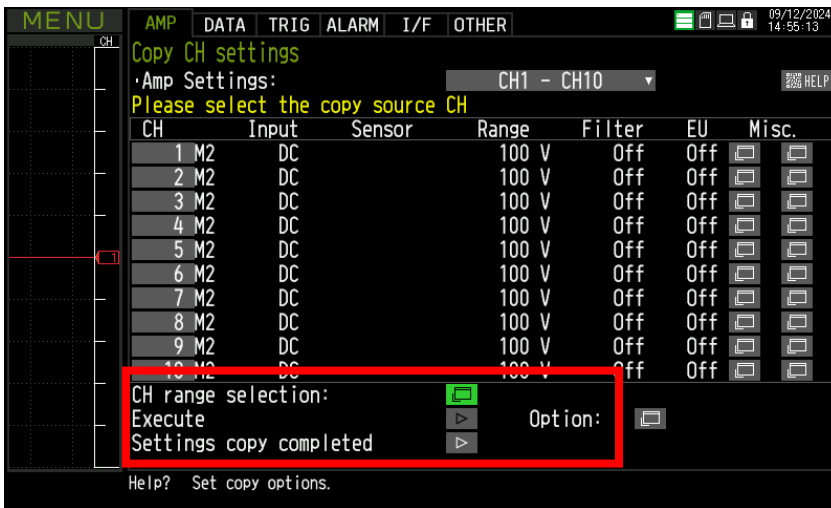 MENU AMP DATA TRIG ALARM I/F OTHER 09/12/2024
14:55:13
CH
Copy CH settings
·Amp Settings: CH1 - CH10 ▼ HELP
Please select the copy source CH
CH Input Sensor Range Filter EU Misc.
1 M2 DC 100 V Off Off
2 M2 DC 100 V Off Off
3 M2 DC 100 V Off Off
4 M2 DC 100 V Off Off
5 M2 DC 100 V Off Off
1
6 M2 DC 100 V Off Off
7 M2 DC 100 V Off Off
8 M2 DC 100 V Off Off
9 M2 DC 100 V Off Off
10 M2 DC 100 V Off Off
CH range selection:
Execute Option:
Settings copy completed
Help? Set copy options.